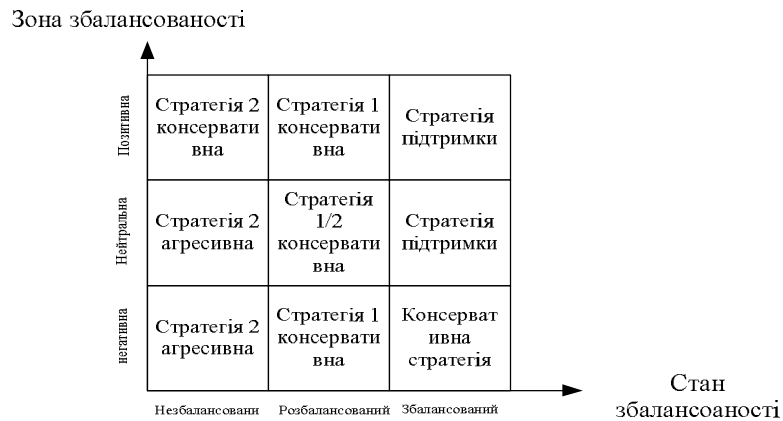 Зона збалансованості
Позитивна
Стратегія 2
консервати
вна
Стратегія 1
консервати
вна
Стратегія
підтримки
Нейтральна
Стратегія 2
агресивна
Стратегія
1/2
консервати
вна
Стратегія
підтримки
негативна
Стратегія 2
агресивна
Стратегія 1
консервати
вна
Консерват
ивна
стратегія
Незбалансовани
Розбалансований
Збалансований
Стан
збалансоаності